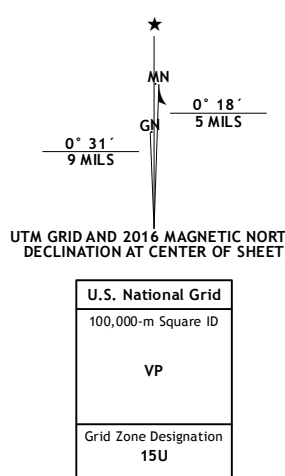 ★
MN
0° 18´
5 MILS
GN
0° 31´
9 MILS
UTM GRID AND 2016 MAGNETIC NORT
DECLINATION AT CENTER OF SHEET
U.S. National Grid
100,000-m Square ID
VP
Grid Zone Designation
15U